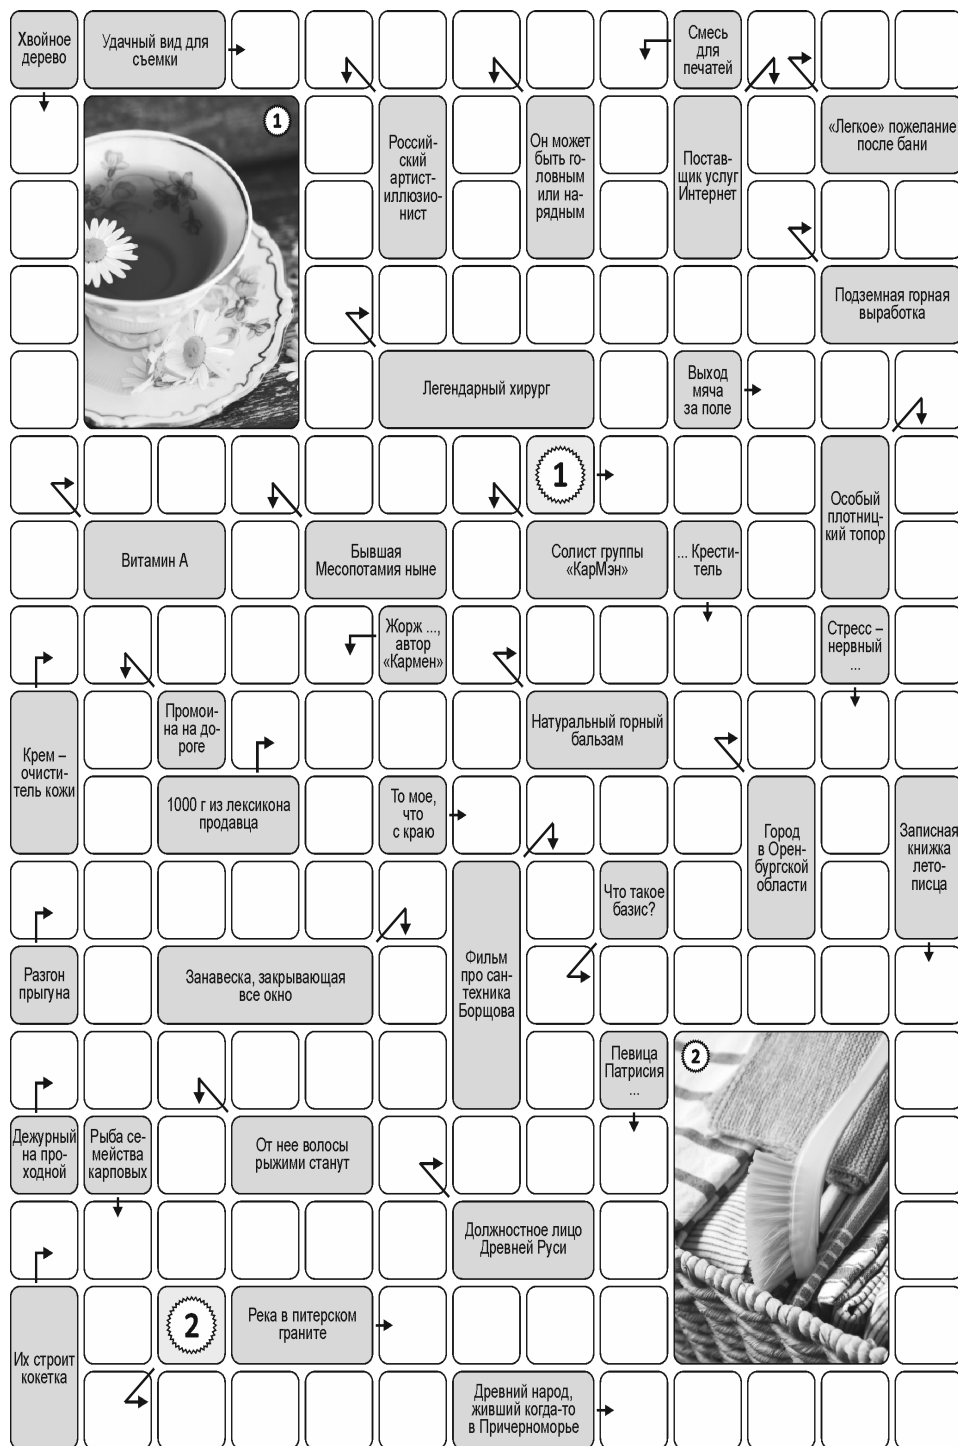 Хвойное
дерево
Удачный вид для
съемки
Смесь
для
печатей
1
Россий-
ский
артист-
иллюзио-
нист
Он может
быть го-
ловным
или на-
рядным
Постав-
щик услуг
Интернет
«Легкое» пожелание
после бани
Подземная горная
выработка
Легендарный хирург
Выход
мяча
за поле
1
Особый
плотниц-
кий топор
Витамин А
Бывшая
Месопотамия ныне
Солист группы
«КарМэн»
... Крести-
тель
Жорж ...,
автор
«Кармен»
Стресс –
нервный
...
Крем –
очисти-
тель кожи
Промои-
на на до-
роге
Натуральный горный
бальзам
1000 г из лексикона
продавца
То мое,
что
с краю
Город
в Орен-
бургской
области
Записная
книжка
лето-
писца
Что такое
базис?
Разгон
прыгуна
Занавеска, закрывающая
все окно
Фильм
про сан-
техника
Борщова
Певица
Патрисия
...
2
Дежурный
на про-
ходной
Рыба се-
мейства
карповых
От нее волосы
рыжими станут
Должностное лицо
Древней Руси
Их строит
кокетка
2
Река в питерском
граните
Древний народ,
живший когда-то
в Причерноморье